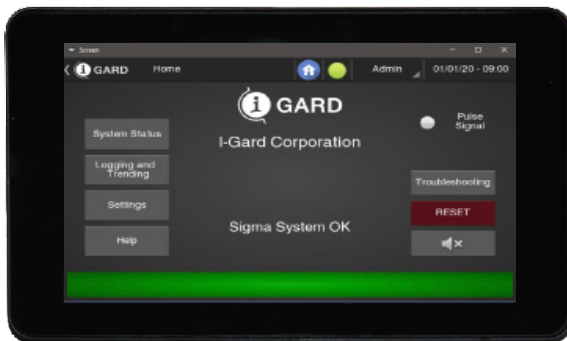 Screen
i GARD Home Admin 01/01/20 - 09:00
i GARD
Pulse
Signal
System Status
I-Gard Corporation
Logging and
Trending
Troubleshooting
Settings
RESET
Sigma System OK
Help